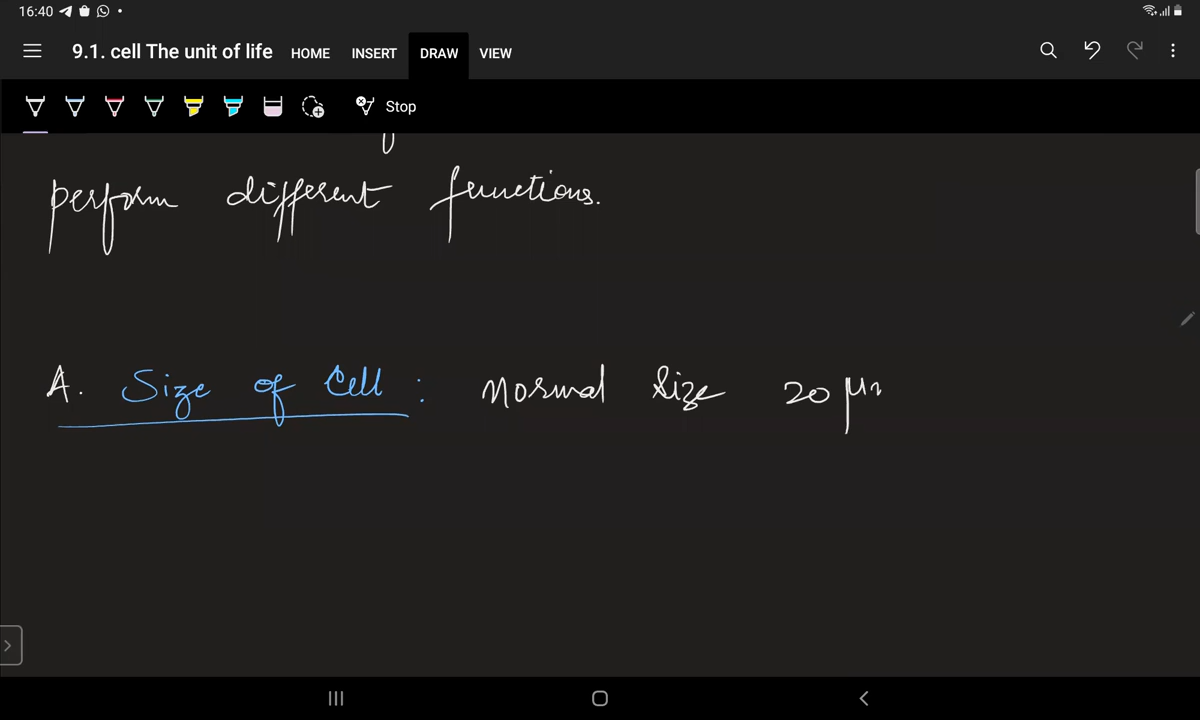 16:40
9.1. cell The unit of life HOME INSERT DRAW VIEW
Stop
perform different functions.
A. Size of Cell : Normal Size 20 μm